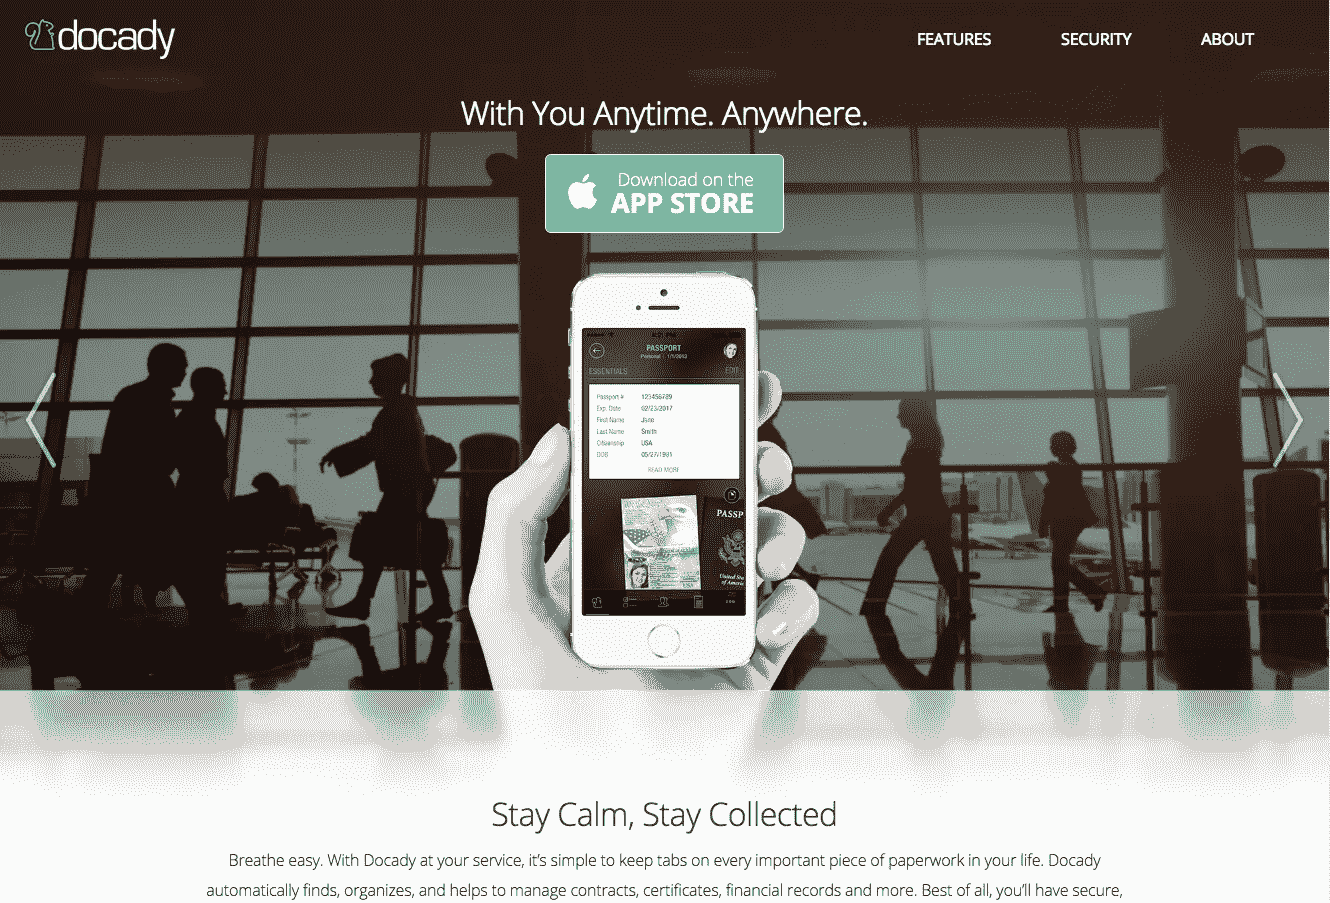 docady
FEATURES
SECURITY
ABOUT
With You Anytime. Anywhere.
Download on the
APP STORE
PASSPORT
Personal | 1/1/2013
ESSENTIALS
EDIT
Passport # 123456789
Exp. Date 02/23/2017
First Name Jane
Last Name Smith
Citizenship USA
DOB 05/27/1981
READ MORE
PASSP
United Sta
of Americ
USA
Stay Calm, Stay Collected
Breathe easy. With Docady at your service, it’s simple to keep tabs on every important piece of paperwork in your life. Docady
automatically finds, organizes, and helps to manage contracts, certificates, financial records and more. Best of all, you’ll have secure,